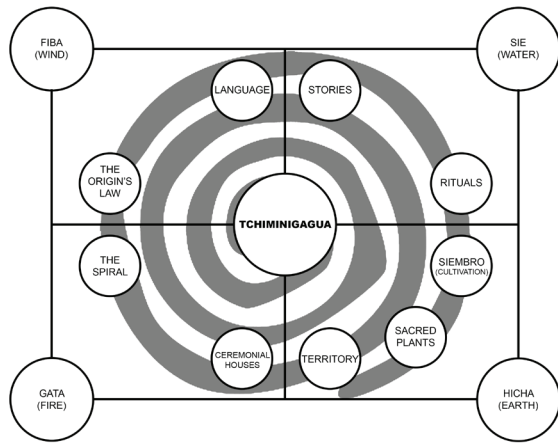 FIBA
(WIND)
SIE
(WATER)
LANGUAGE
STORIES
THE
ORIGIN'S
LAW
RITUALS
TCHIMINIGAGUA
THE
SPIRAL
SIEMBRO
(CULTIVATION)
SACRED
PLANTS
CEREMONIAL
HOUSES
TERRITORY
GATA
(FIRE)
HICHA
(EARTH)